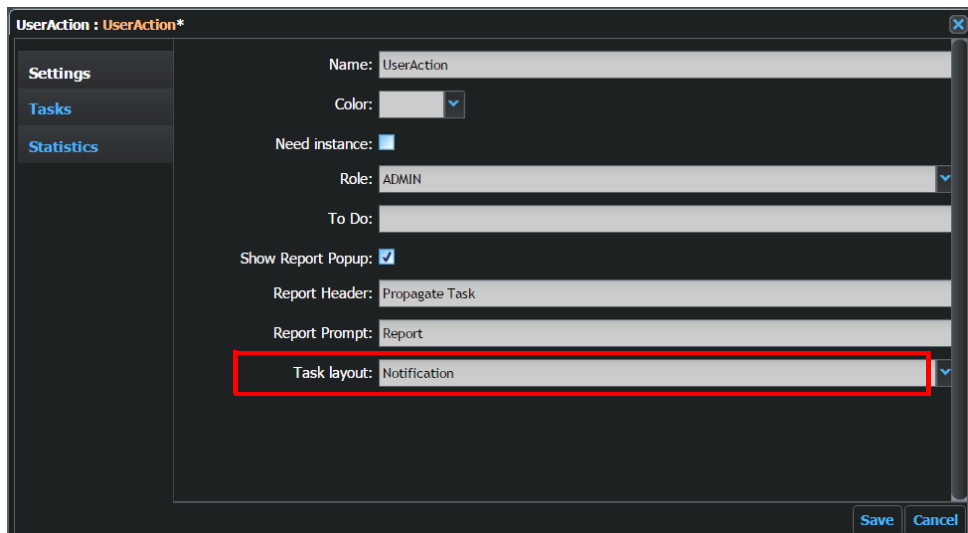 UserAction : UserAction*
Settings
Tasks
Statistics
Name: UserAction
Color:
Need instance:
Role: ADMIN
To Do:
Show Report Popup:
Report Header: Propagate Task
Report Prompt: Report
Task layout: Notification
Save Cancel